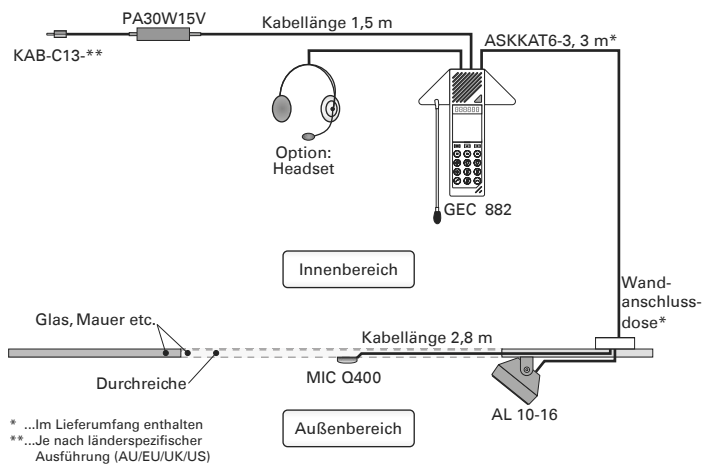 PA30W15V
Kabellänge 1,5 m
KAB-C13-**
ASKKAT6-3, 3 m*
Option:
Headset
GEC 882
Innenbereich
Wand-
anschluss-
dose*
Glas, Mauer etc.
Kabellänge 2,8 m
Durchreiche
MIC Q400
AL 10-16
Außenbereich
* ...Im Lieferumfang enthalten
**...Je nach länderspezifischer
Ausführung (AU/EU/UK/US)